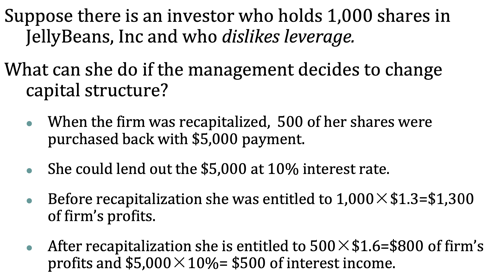 Suppose there is an investor who holds 1,000 shares in
JellyBeans, Inc and who dislikes leverage.
What can she do if the management decides to change
capital structure?
• When the firm was recapitalized, 500 of her shares were
purchased back with $5,000 payment.
• She could lend out the $5,000 at 10% interest rate.
• Before recapitalization she was entitled to 1,000×$1.3=$1,300
of firm's profits.
• After recapitalization she is entitled to 500×$1.6=$800 of firm's
profits and $5,000×10%= $500 of interest income.